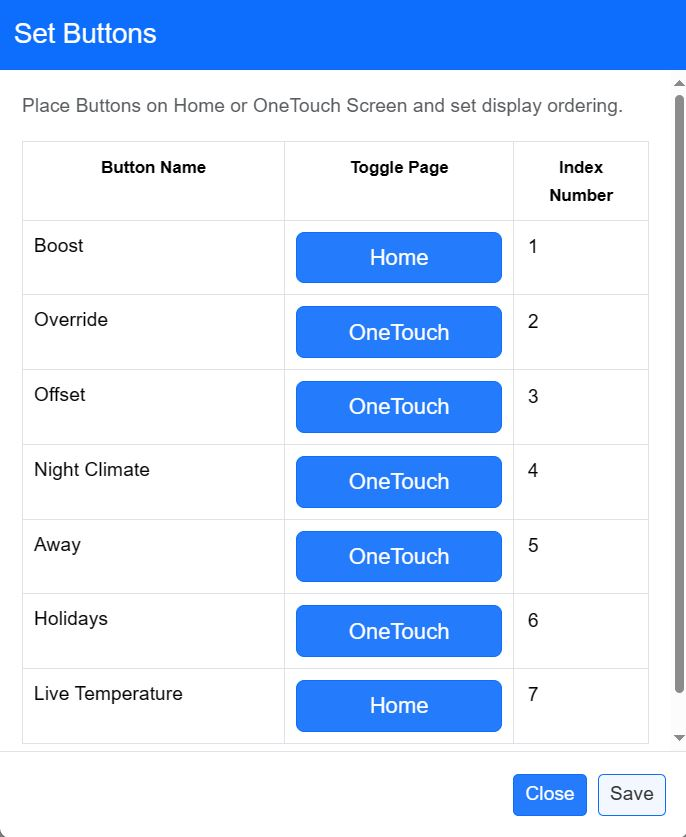 Set Buttons
Place Buttons on Home or OneTouch Screen and set display ordering.
Button Name Toggle Page Index Number
Boost Home 1
Override OneTouch 2
Offset OneTouch 3
Night Climate OneTouch 4
Away OneTouch 5
Holidays OneTouch 6
Live Temperature Home 7
Close Save